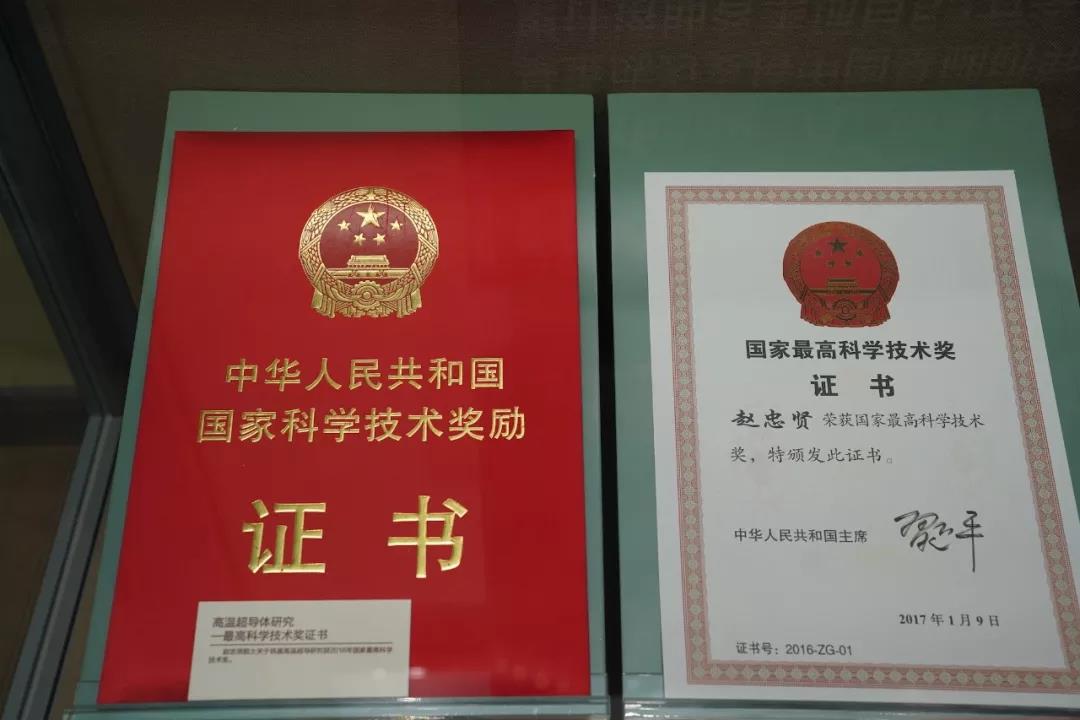 中华人民共和国
国家科学技术奖励
证 书
高温超导体研究
—最高科学技术奖证书
国家最高科学技术奖
证 书
赵忠贤 荣获国家最高科学技术
奖，特颁发此证书。
中华人民共和国主席 习近平
2017年1月9日
证书号：2016-ZG-01